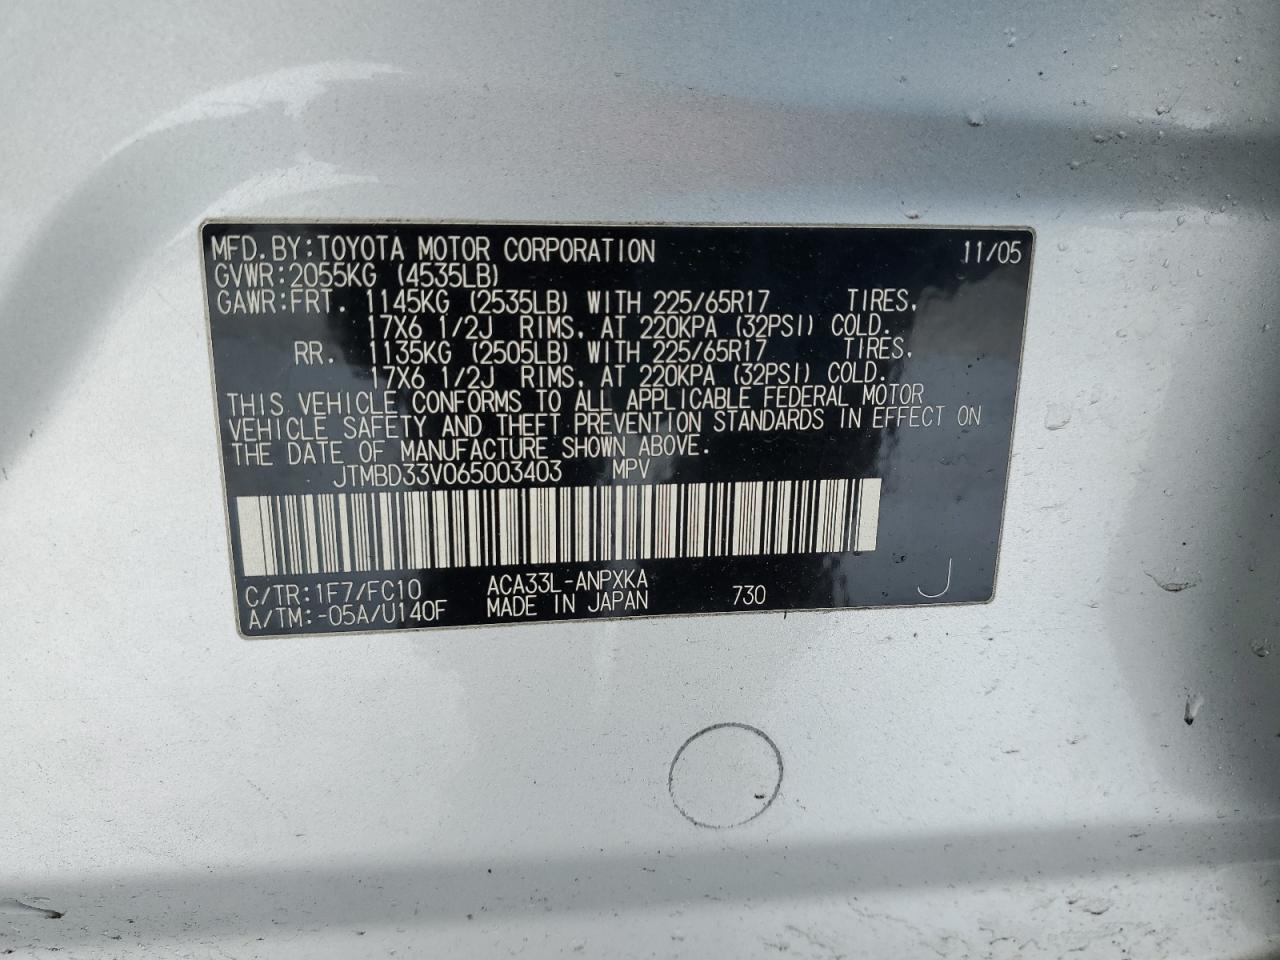 MFD.BY:TOYOTA MOTOR CORPORATION 11/05
GVWR:2055KG (4535LB)
GAWR:FRT. 1145KG (2535LB) WITH 225/65R17 TIRES,
17X6 1/2J RIMS, AT 220KPA (32PSI) COLD.
RR. 1135KG (2505LB) WITH 225/65R17 TIRES,
17X6 1/2J RIMS, AT 220KPA (32PSI) COLD.
THIS VEHICLE CONFORMS TO ALL APPLICABLE FEDERAL MOTOR
VEHICLE SAFETY AND THEFT PREVENTION STANDARDS IN EFFECT ON
THE DATE OF MANUFACTURE SHOWN ABOVE.
JTMBD33V065003403 MPV
C/TR:1F7/FC10 ACA33L-ANPXKA
A/TM:-05A/U140F MADE IN JAPAN 730 J